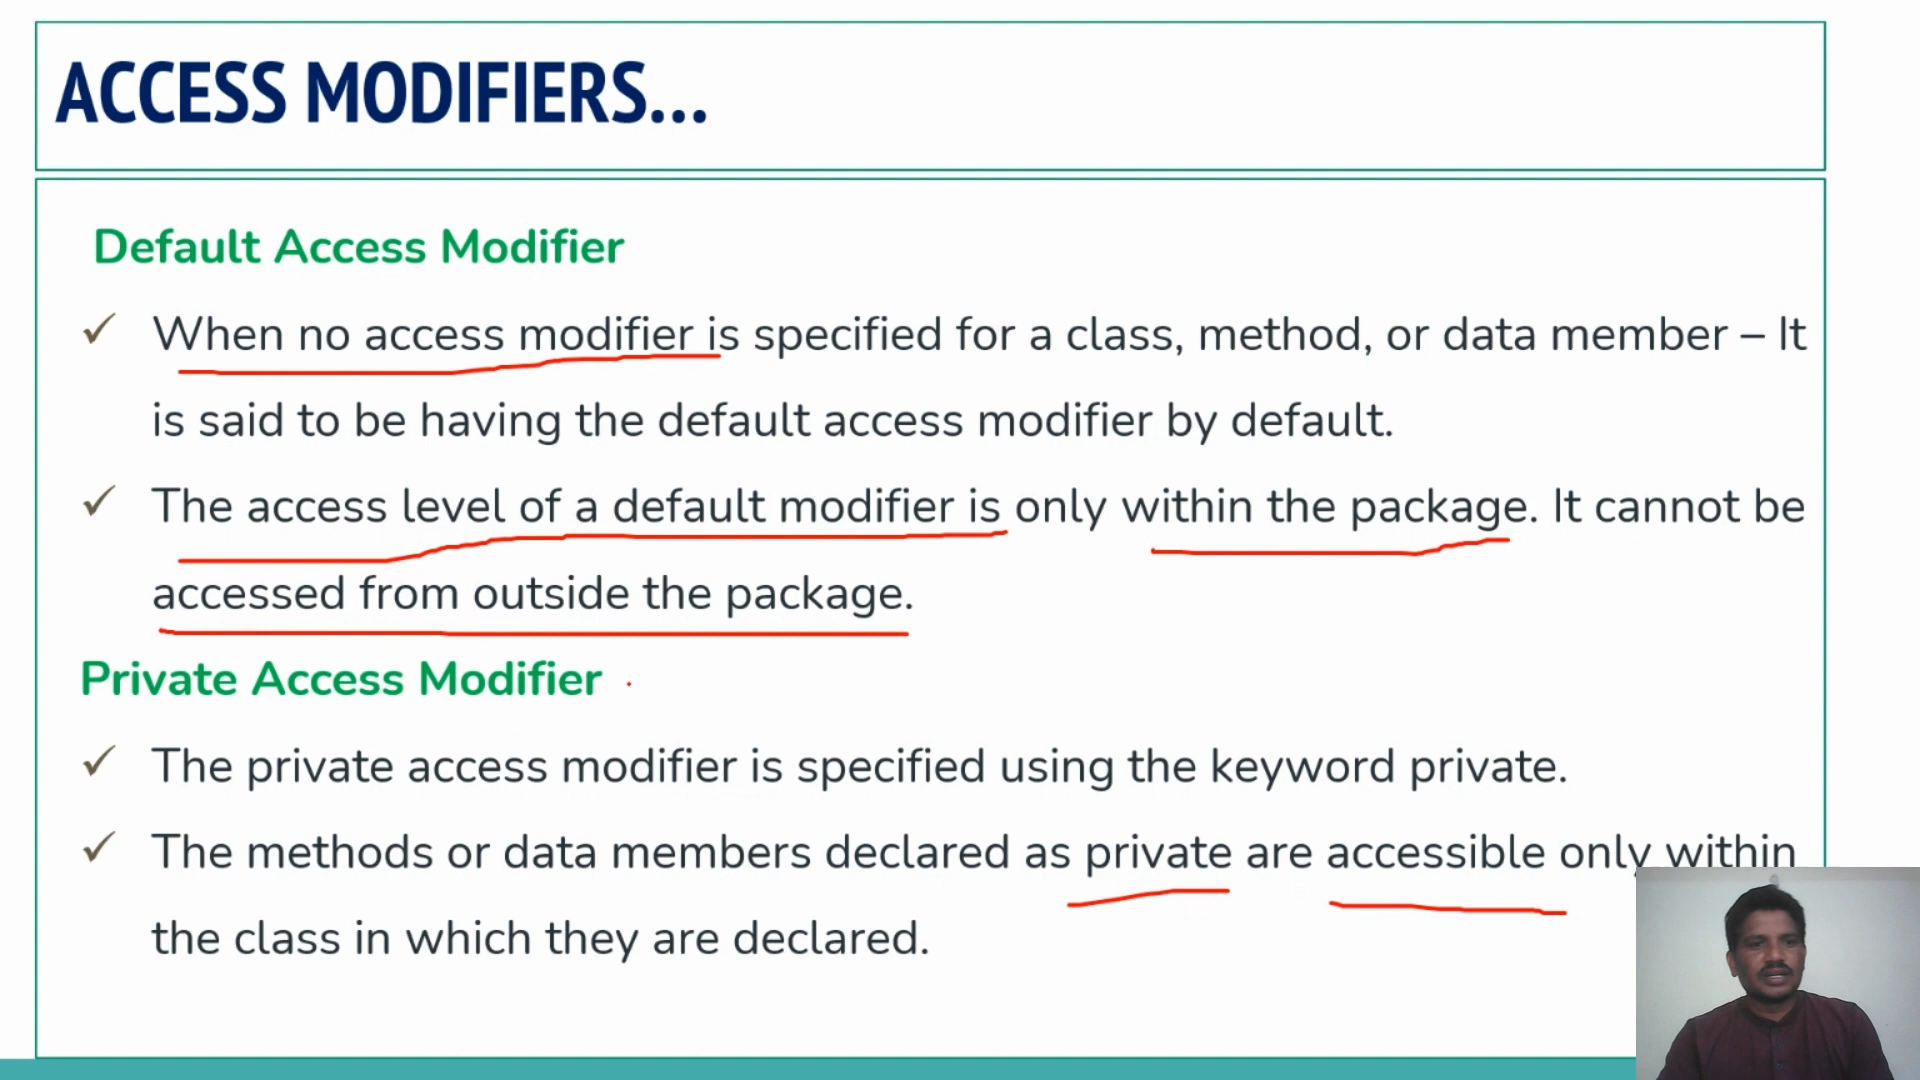 ACCESS MODIFIERS...
Default Access Modifier
When no access modifier is specified for a class, method, or data member – It
is said to be having the default access modifier by default.
The access level of a default modifier is only within the package. It cannot be
accessed from outside the package.
Private Access Modifier
The private access modifier is specified using the keyword private.
The methods or data members declared as private are accessible only within
the class in which they are declared.